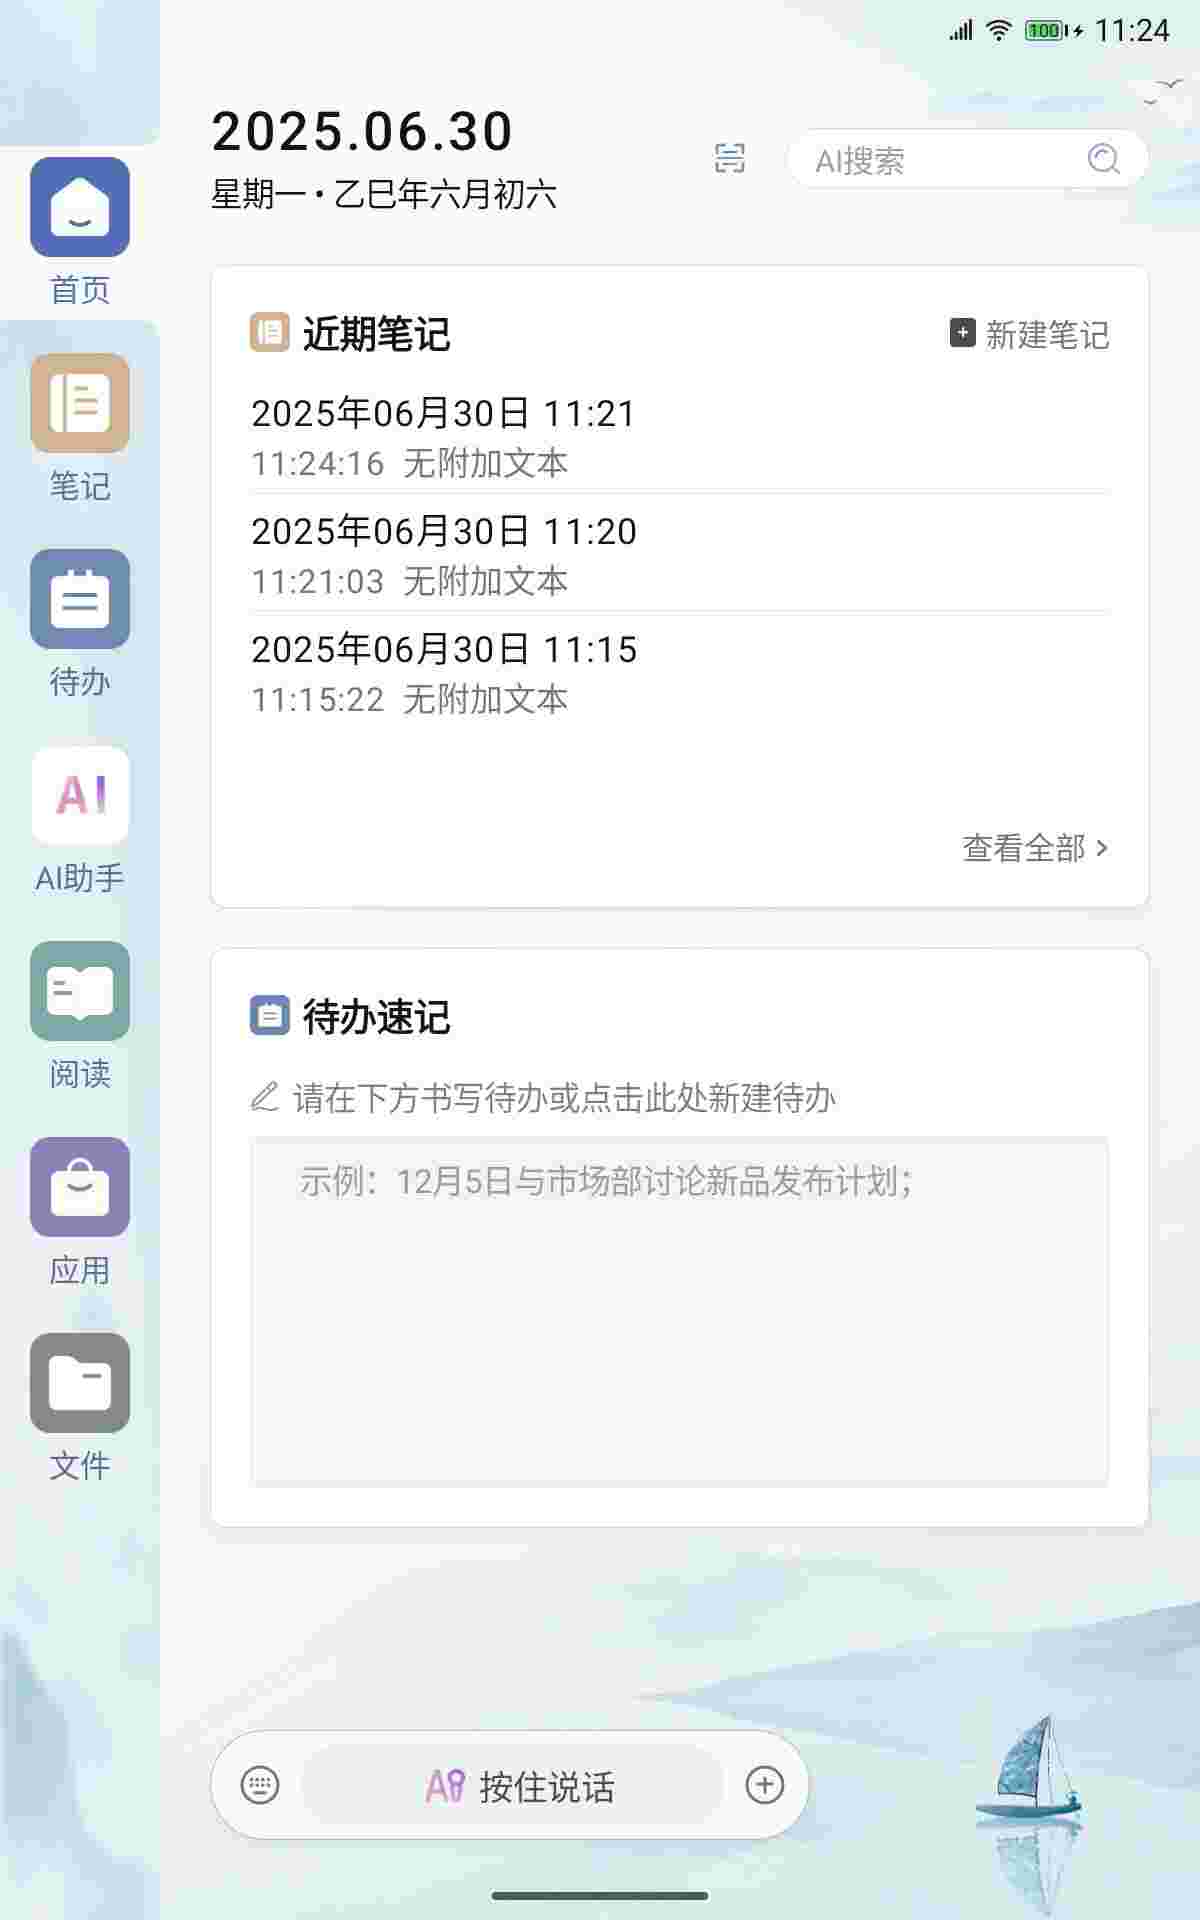 100 11:24
2025.06.30
星期一·乙巳年六月初六
AI搜索
首页
笔记
待办
AI
AI助手
阅读
应用
文件
近期笔记
新建笔记
2025年06月30日 11:21
11:24:16 无附加文本
2025年06月30日 11:20
11:21:03 无附加文本
2025年06月30日 11:15
11:15:22 无附加文本
查看全部
待办速记
请在下方书写待办或点击此处新建待办
示例：12月5日与市场部讨论新品发布计划；
AI 按住说话